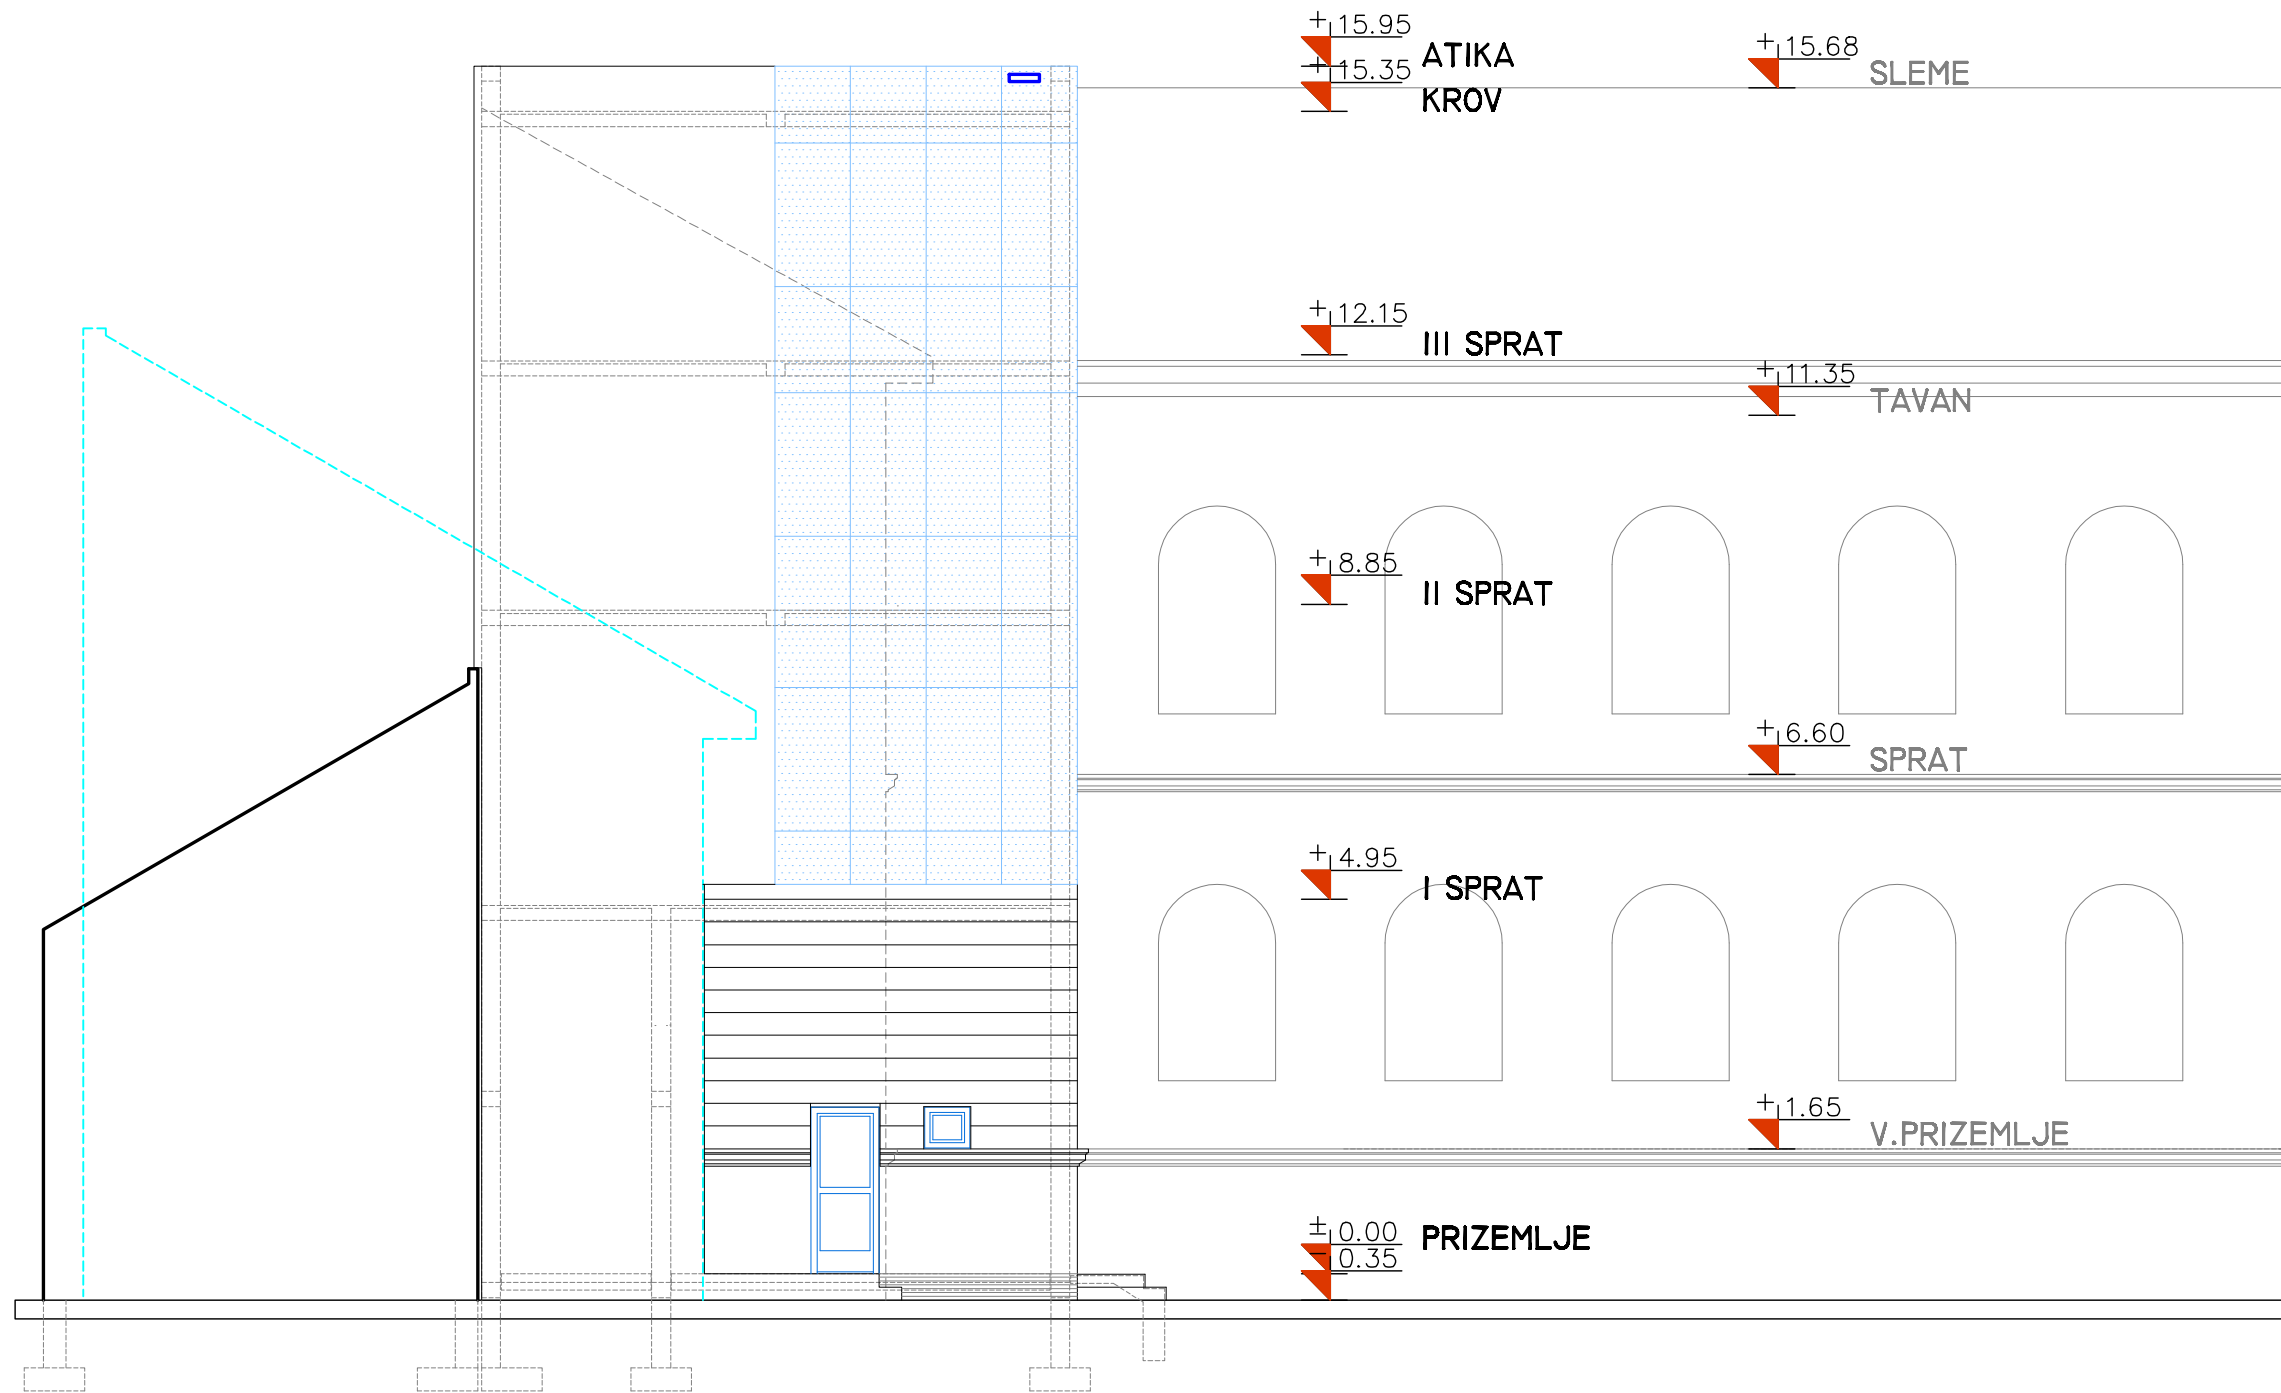 +15.95
ATIKA
+15.35
KROV
+15.68
SLEME
+12.15
III SPRAT
+11.35
TAVAN
+8.85
II SPRAT
+6.60
SPRAT
+4.95
I SPRAT
+1.65
V.PRIZEMLJE
±0.00
PRIZEMLJE
−0.35